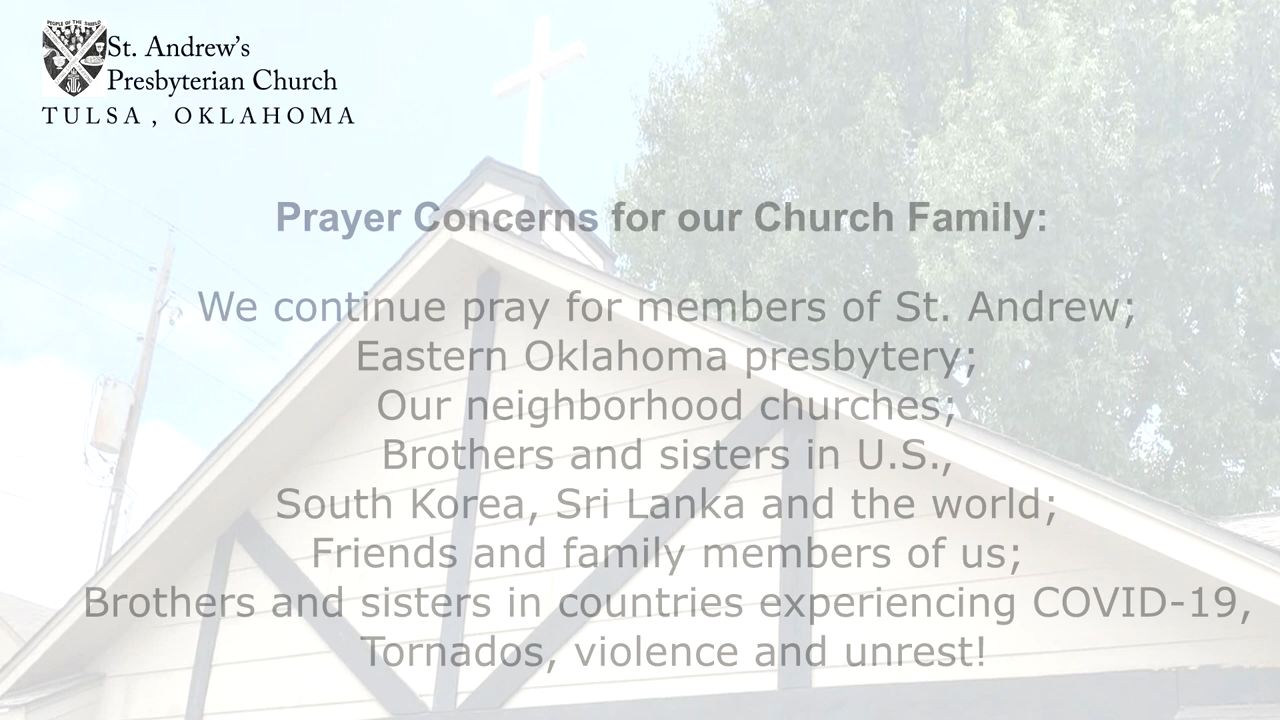 PEOPLE OF THE SHIELD
St. Andrew's
Presbyterian Church
TULSA, OKLAHOMA
Prayer Concerns for our Church Family:
We continue pray for members of St. Andrew;
Eastern Oklahoma presbytery;
Our neighborhood churches;
Brothers and sisters in U.S.,
South Korea, Sri Lanka and the world;
Friends and family members of us;
Brothers and sisters in countries experiencing COVID-19,
Tornados, violence and unrest!